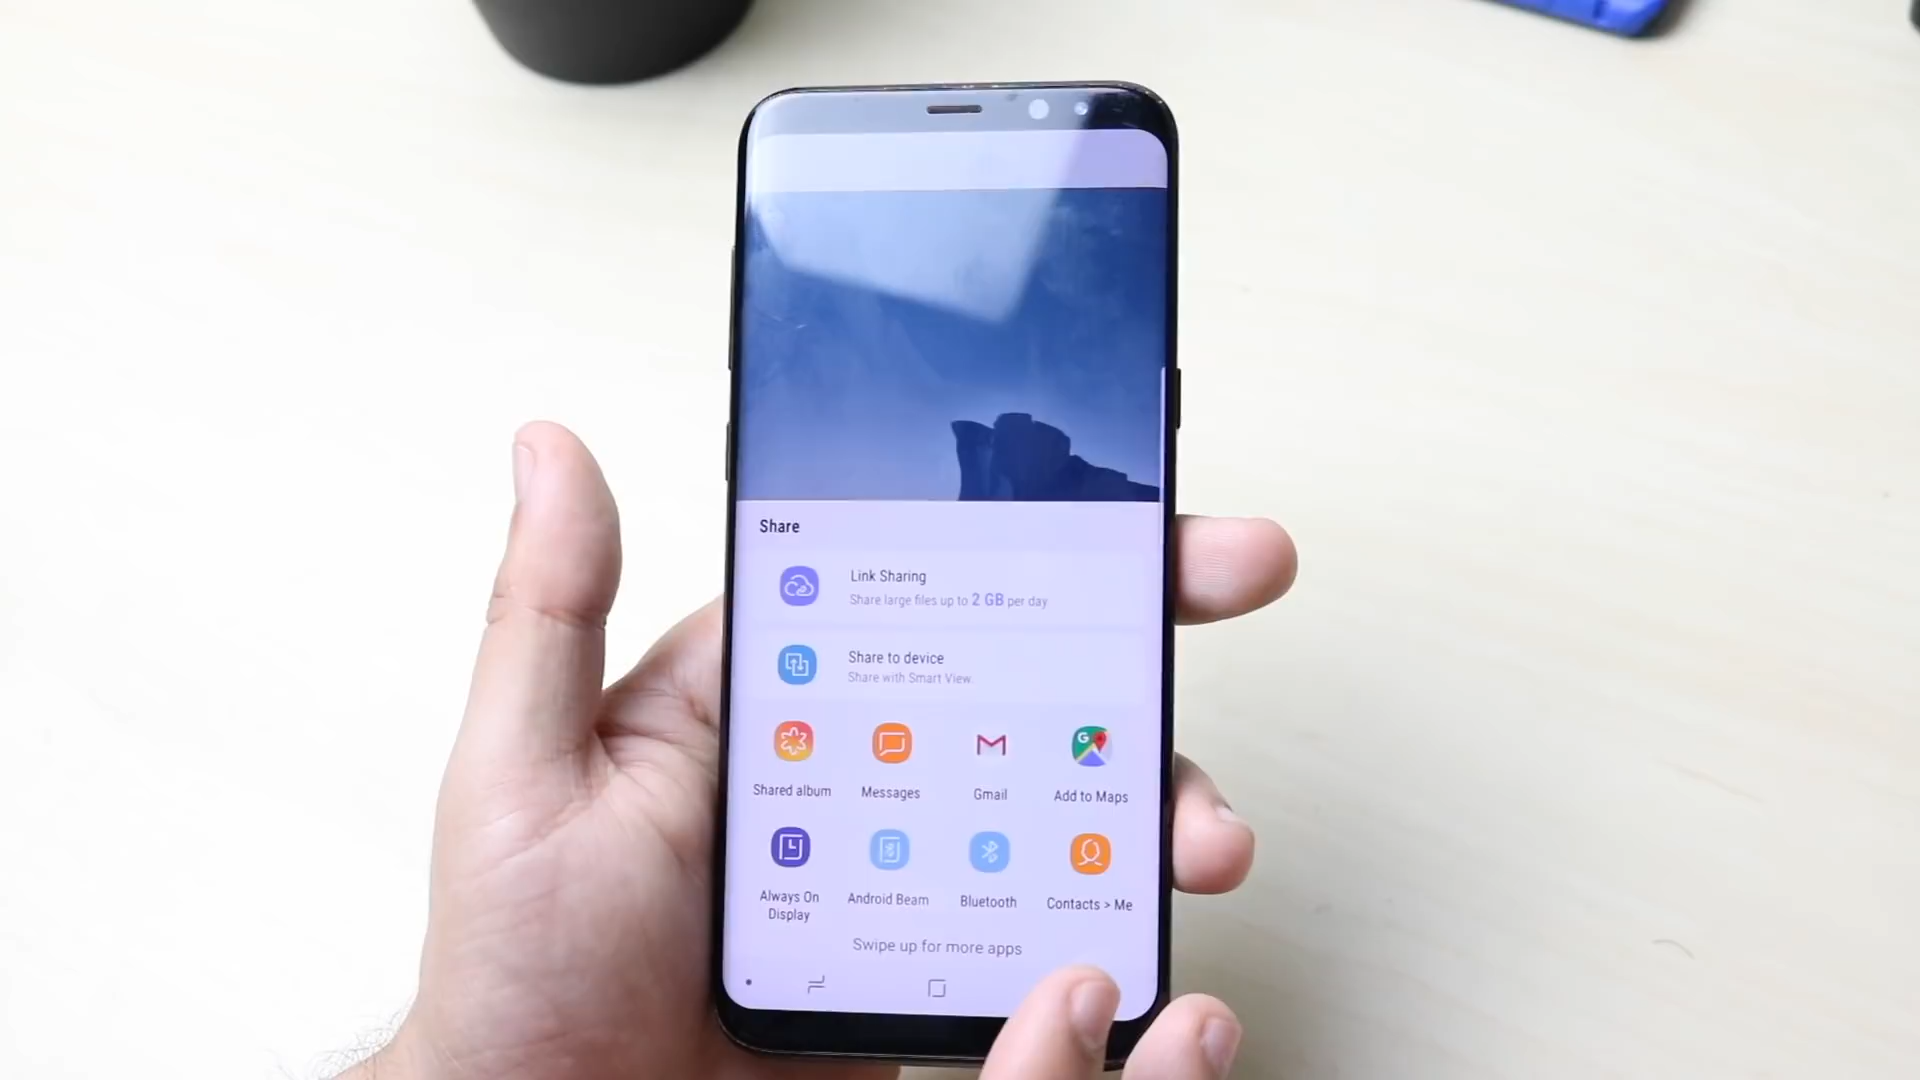 Share
Link Sharing
Share large files up to 2 GB per day
Share to device
Share with Smart View.
G
Shared album
Messages
Gmail
Add to Maps
Always On
Display
Android Beam
Bluetooth
Contacts > Me
Swipe up for more apps